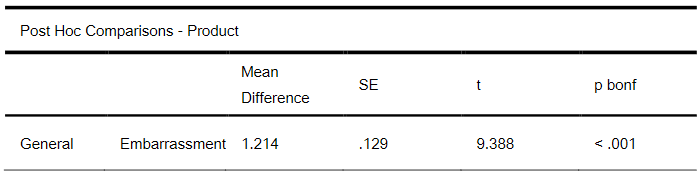 Post Hoc Comparisons - Product
Mean Difference SE t p bonf
General Embarrassment 1.214 .129 9.388 < .001